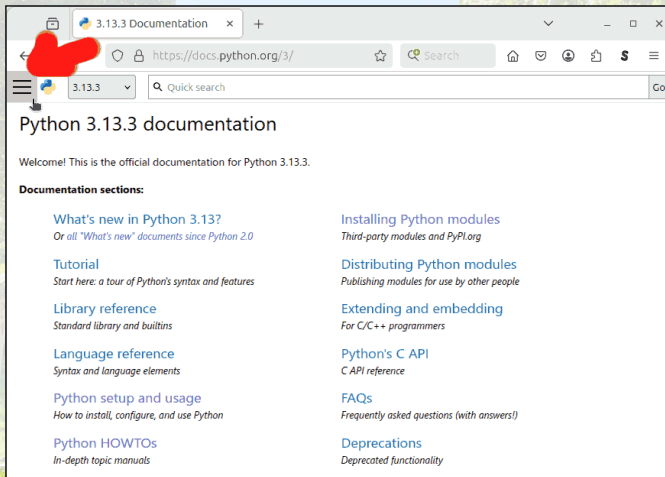 3.13.3 Documentation
https://docs.python.org/3/
Search
3.13.3
Quick search
Go
Python 3.13.3 documentation
Welcome! This is the official documentation for Python 3.13.3.
Documentation sections:
What's new in Python 3.13?
Or all "What's new" documents since Python 2.0
Tutorial
Start here: a tour of Python's syntax and features
Library reference
Standard library and builtins
Language reference
Syntax and language elements
Python setup and usage
How to install, configure, and use Python
Python HOWTOs
In-depth topic manuals
Installing Python modules
Third-party modules and PyPI.org
Distributing Python modules
Publishing modules for use by other people
Extending and embedding
For C/C++ programmers
Python's C API
C API reference
FAQs
Frequently asked questions (with answers!)
Deprecations
Deprecated functionality